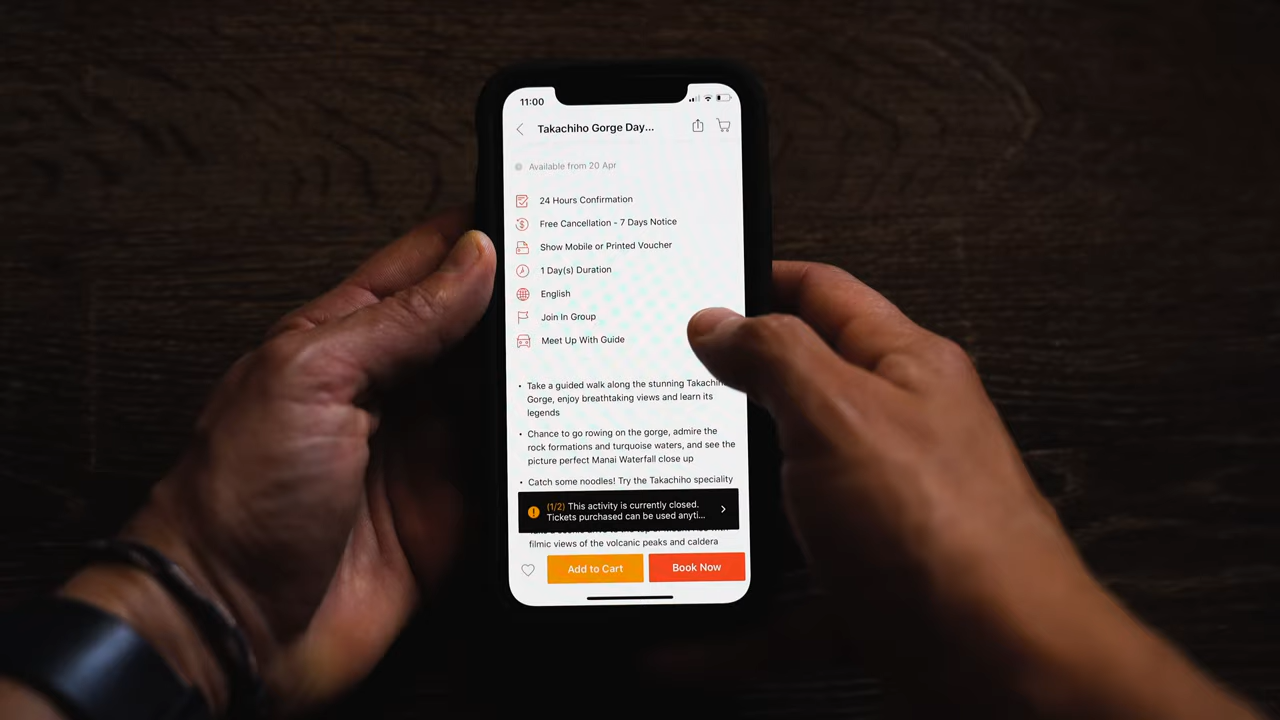 11:00
Takachiho Gorge Day...
Available from 20 Apr
24 Hours Confirmation
Free Cancellation - 7 Days Notice
Show Mobile or Printed Voucher
1 Day(s) Duration
English
Join In Group
Meet Up With Guide
• Take a guided walk along the stunning
Gorge, enjoy breathtaking views and learn its
legends
• Chance to go rowing on the gorge, admire the
rock formations and turquoise waters, and see the
picture perfect Manai Waterfall close up
• Catch some noodles! Try the Takachiho speciality
(1/2) This activity is currently closed.
Tickets purchased can be used anyti...
filmic views of the volcanic peaks and caldera
Add to Cart
Book Now